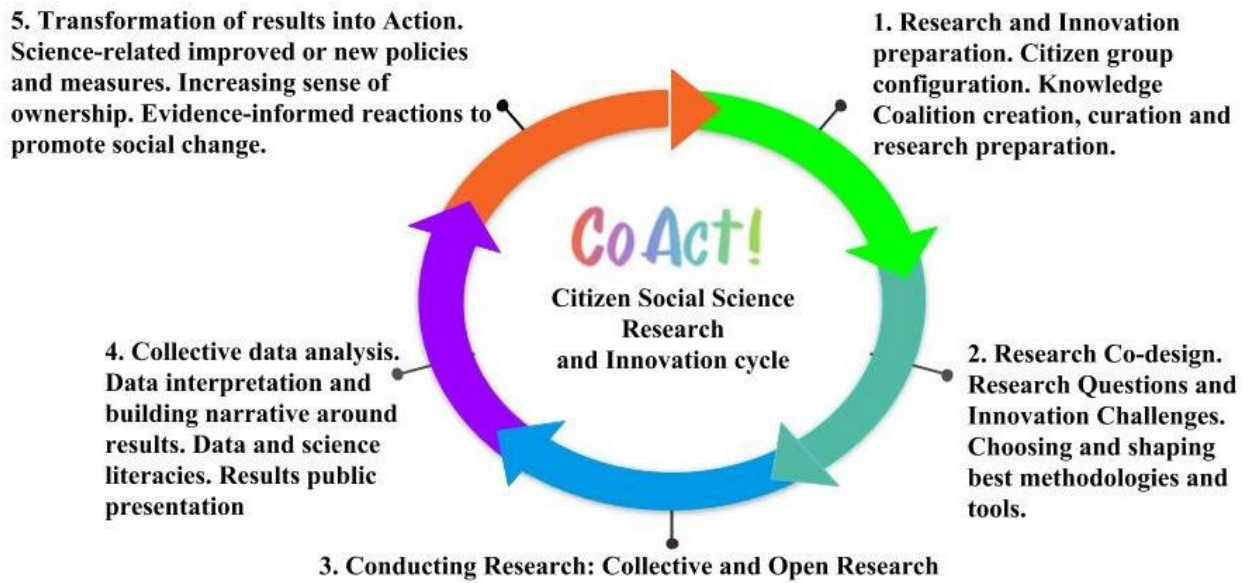 5. Transformation of results into Action.
Science-related improved or new policies
and measures. Increasing sense of
ownership. Evidence-informed reactions to
promote social change.
1. Research and Innovation
preparation. Citizen group
configuration. Knowledge
Coalition creation, curation and
research preparation.
CoAct!
Citizen Social Science
Research
and Innovation cycle
4. Collective data analysis.
Data interpretation and
building narrative around
results. Data and science
literacies. Results public
presentation
2. Research Co-design.
Research Questions and
Innovation Challenges.
Choosing and shaping
best methodologies and
tools.
3. Conducting Research: Collective and Open Research